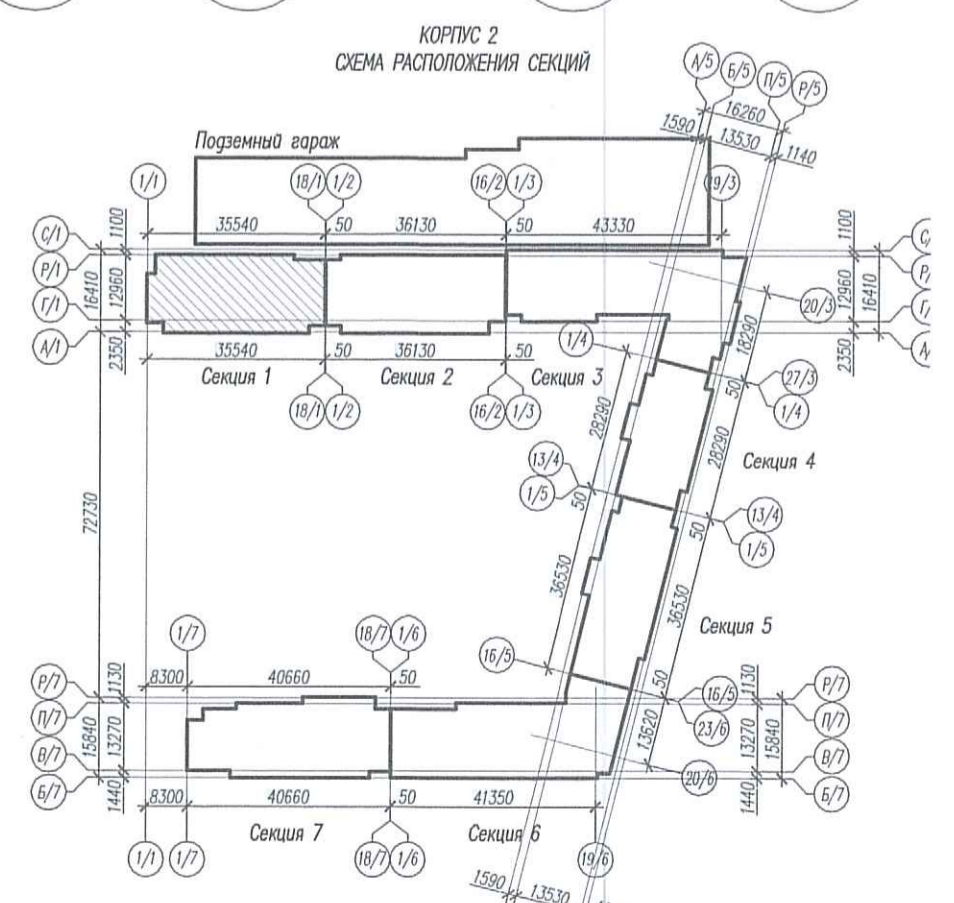 КОРПУС 2
СХЕМА РАСПОЛОЖЕНИЯ СЕКЦИЙ
А/5 Б/5 П/5 Р/5
16260
1590 13530 1140
Подземный гараж
1/1 18/1 1/2 16/2 1/3 19/3
35540 50 36130 50 43330
С/1 1100 1100 С/
Р/1 12960 12960 Р/
Г/1 16410 16410 Г/
А/1 2350 2350 А/
20/3
18290
35540 50 36130 50
1/4
27/3
1/4
50
Секция 1 Секция 2 Секция 3
18/1 1/2 16/2 1/3
28290 28290
Секция 4
13/4
1/5
50
13/4
1/5
50
72730
36530 36530
Секция 5
1/7 18/7 1/6
16/5
16/5
23/6
50
8300 40660 50
Р/7 1130 1130 Р/7
П/7 13270 13270 П/7
В/7 15840 15840 В/7
Б/7 1440 1440 Б/7
13620
20/6
8300 40660 50 41350
Секция 7 Секция 6
1/1 1/7 18/7 1/6 19/6
1590 13530